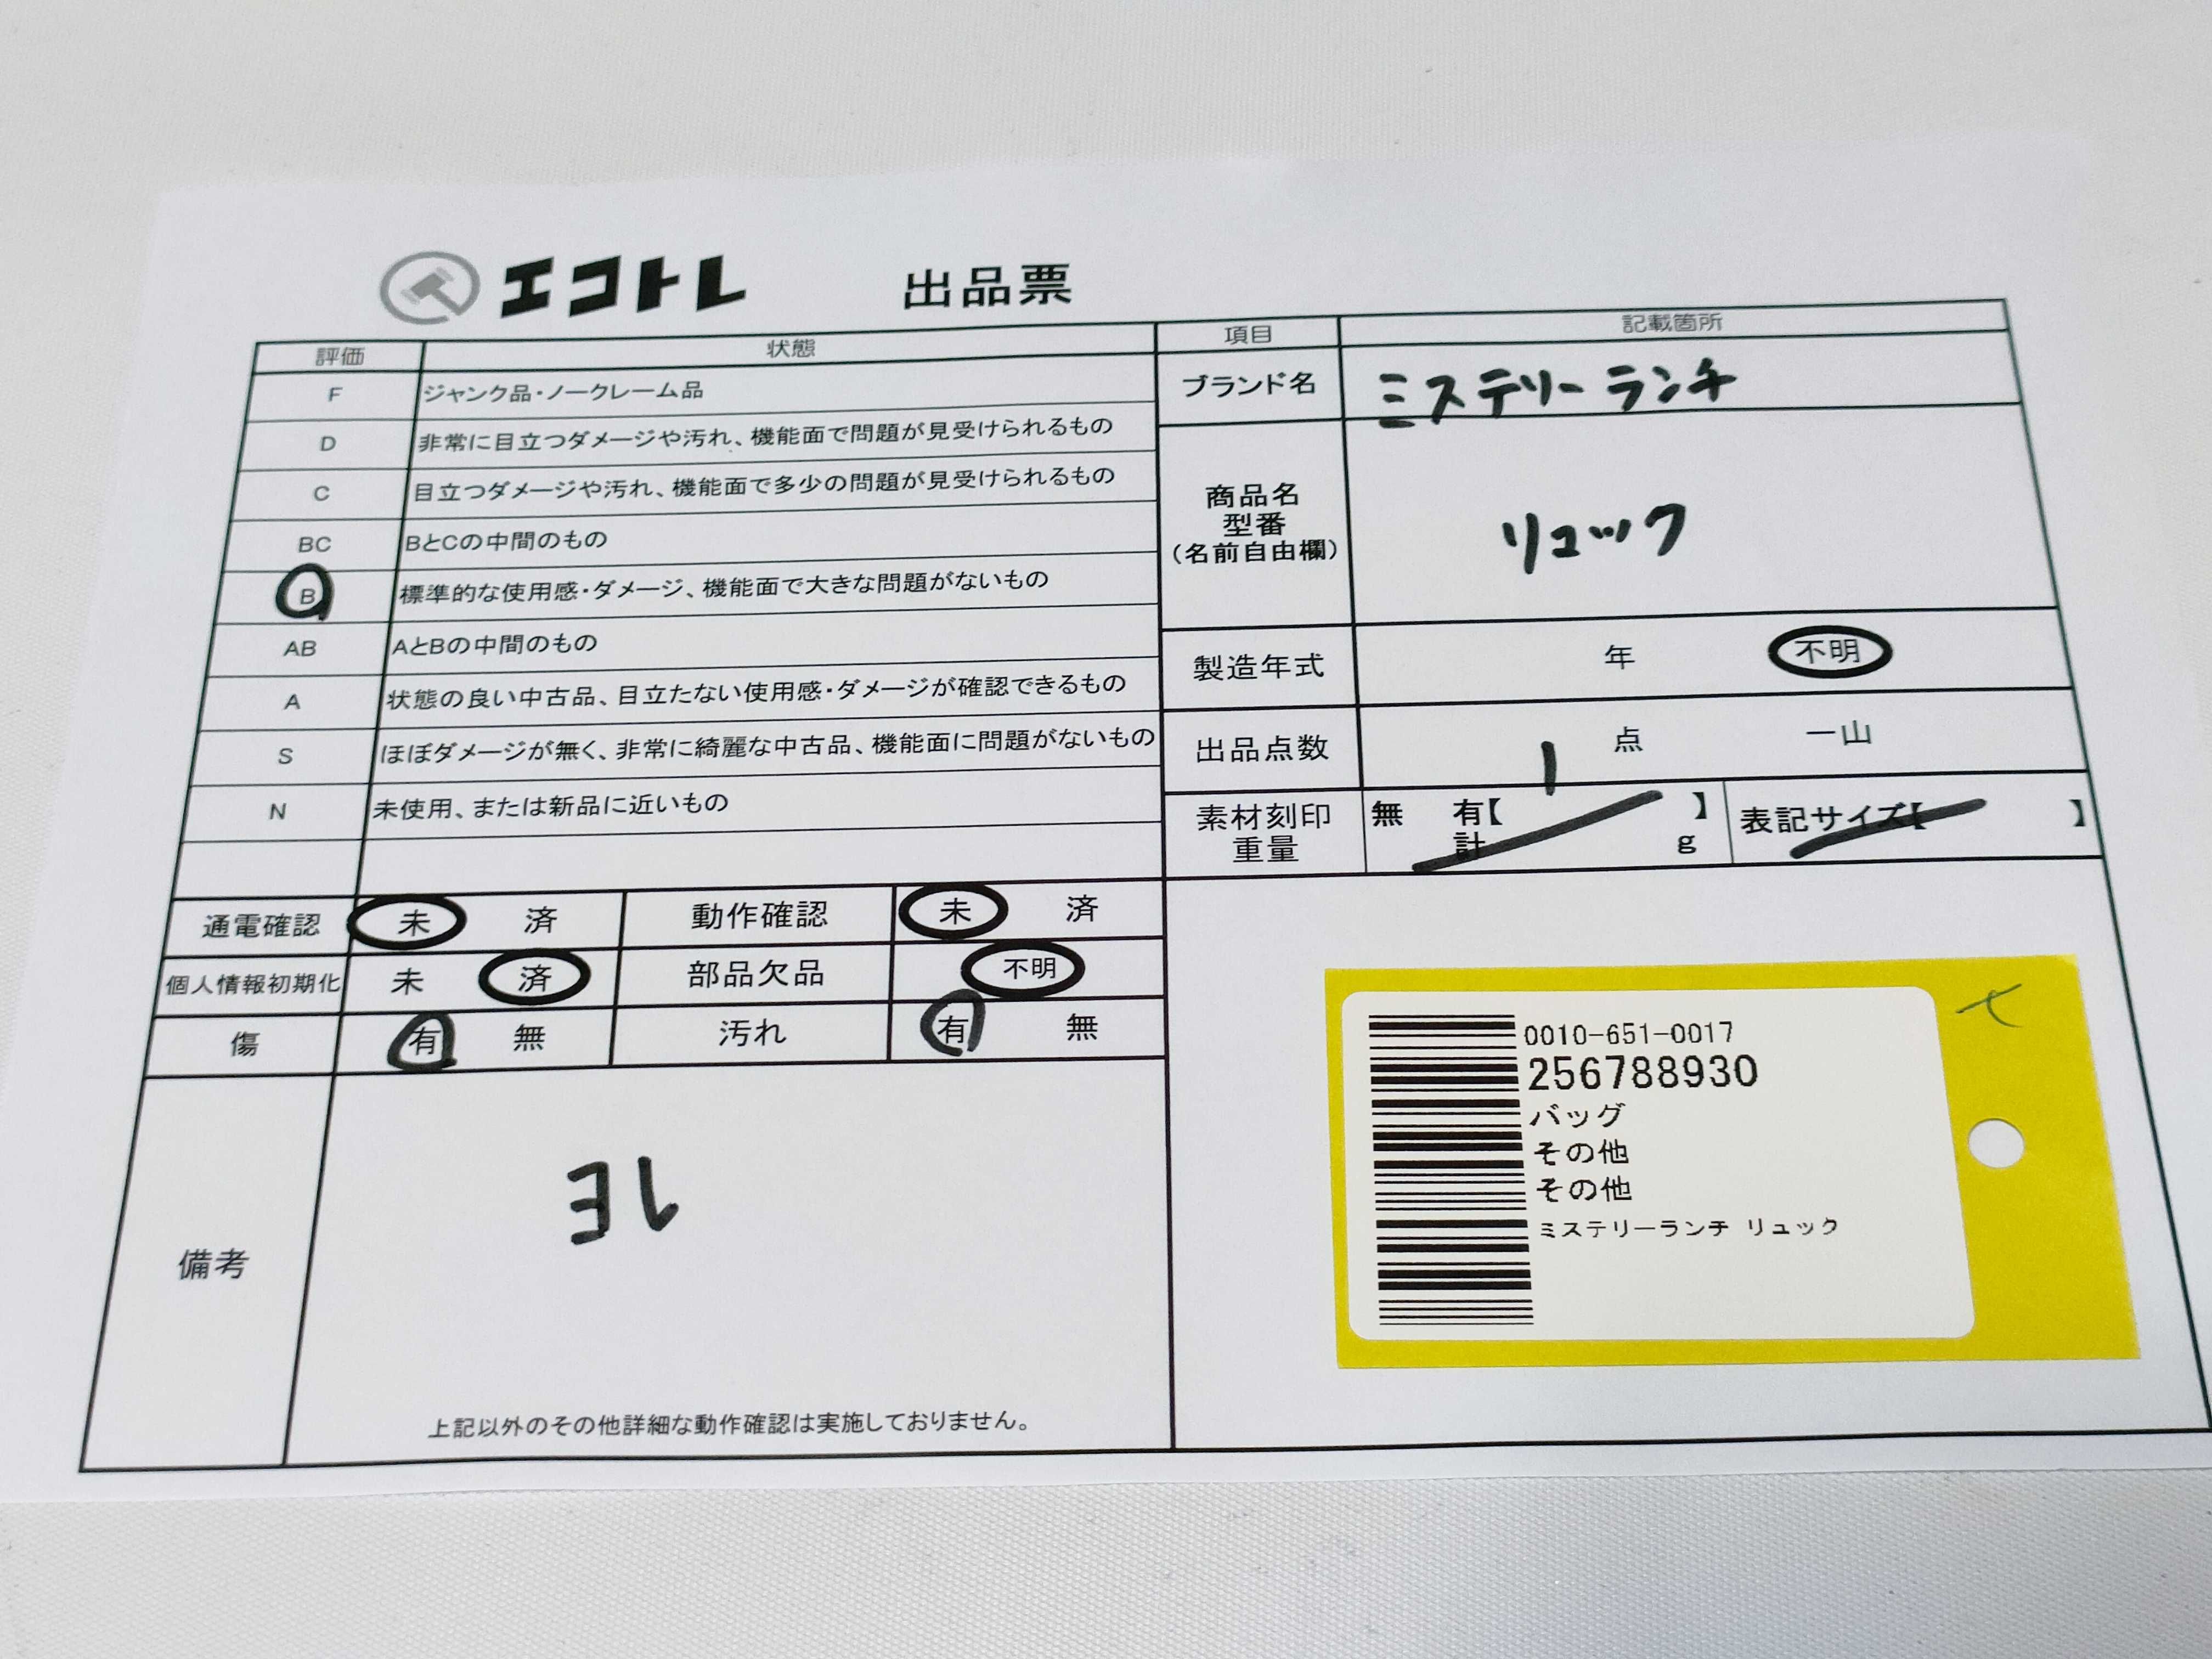 エコトレ 出品票
評価 状態
F ジャンク品・ノークレーム品
D 非常に目立つダメージや汚れ、機能面で問題が見受けられるもの
C 目立つダメージや汚れ、機能面で多少の問題が見受けられるもの
BC BとCの中間のもの
B 標準的な使用感・ダメージ、機能面で大きな問題がないもの
AB AとBの中間のもの
A 状態の良い中古品、目立たない使用感・ダメージが確認できるもの
S ほぼダメージが無く、非常に綺麗な中古品、機能面に問題がないもの
N 未使用、または新品に近いもの
通電確認 未 済 動作確認 未 済
個人情報初期化 未 済 部品欠品 不明
傷 有 無 汚れ 有 無
備考
上記以外のその他詳細な動作確認は実施しておりません。
項目 記載箇所
ブランド名 ミステリーランチ
商品名
型番
(名前自由欄)
リュック
製造年式 年 不明
出品点数 1 点 一山
素材刻印 無 有【 】 表記サイズ【 】
重量 計 g
0010-651-0017
256788930
バッグ
その他
その他
ミステリーランチ リュック